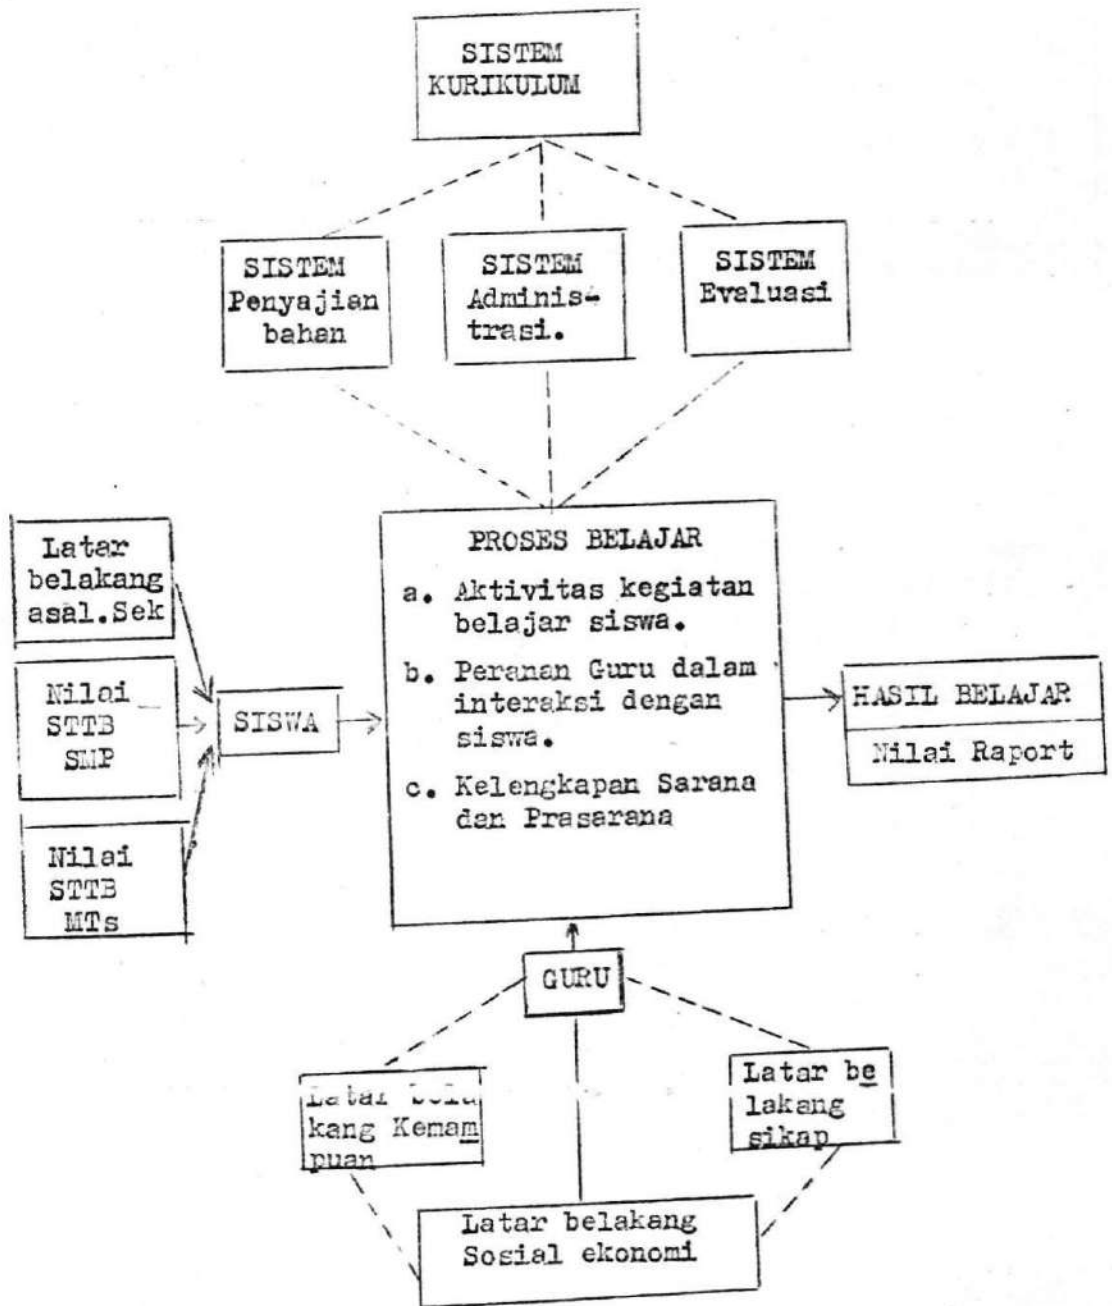 SISTEM
KURIKULUM
SISTEM
Penyajian
bahan
SISTEM
Adminis-
trasi.
SISTEM
Evaluasi
Latar
belakang
asal.Sek
Nilai
STTB
SMP
Nilai
STTB
MTs
SISWA
PROSES BELAJAR
a. Aktivitas kegiatan
belajar siswa.
b. Peranan Guru dalam
interaksi dengan
siswa.
c. Kelengkapan Sarana
dan Prasarana
HASIL BELAJAR
Nilai Raport
GURU
Latar bela
kang Kemam
puan
Latar be
lakang
sikap
Latar belakang
Sosial ekonomi